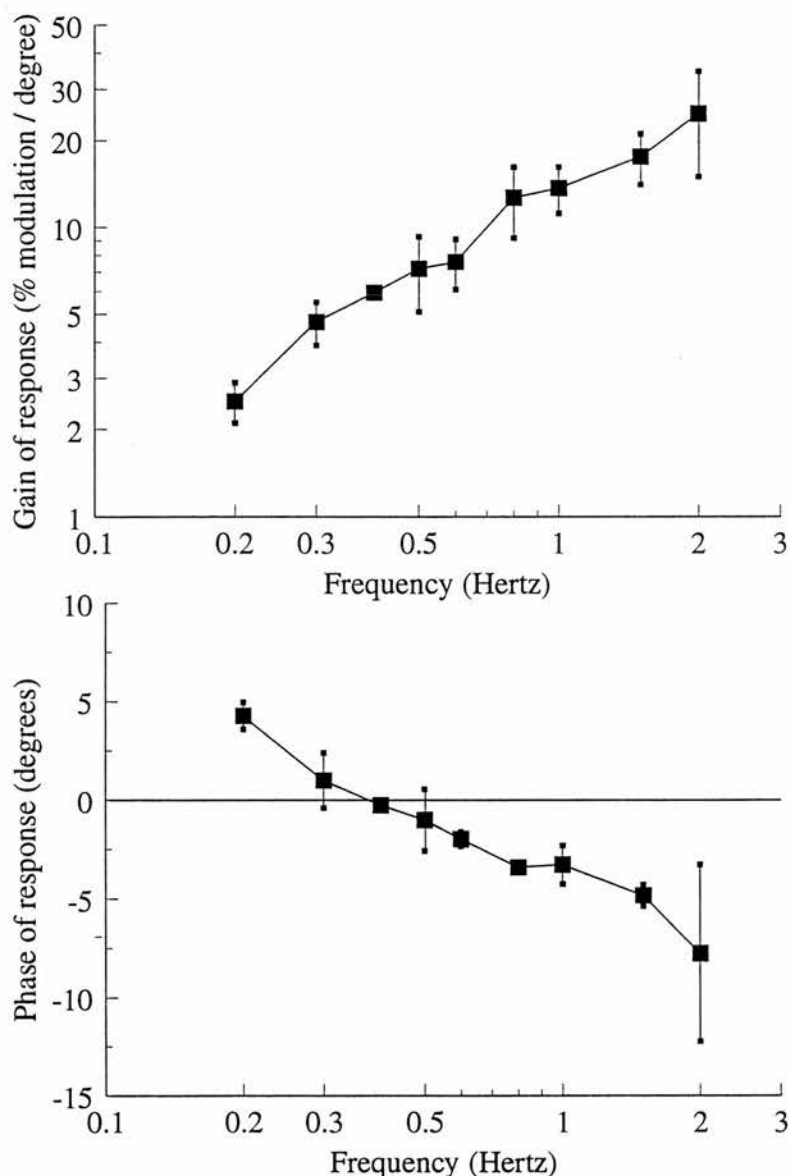 Gain of response (% modulation / degree)
50
30
20
10
5
3
2
1
0.1 0.2 0.3 0.5 1 2 3
Frequency (Hertz)
Phase of response (degrees)
10
5
0
-5
-10
-15
0.1 0.2 0.3 0.5 1 2 3
Frequency (Hertz)